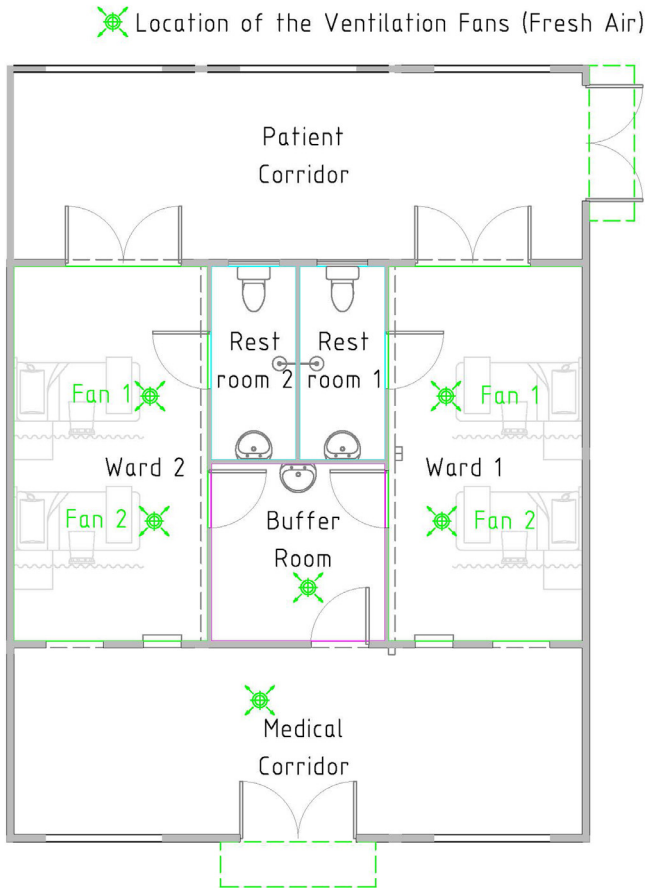 Location of the Ventilation Fans (Fresh Air)
Patient
Corridor
Rest
room 2
Rest
room 1
Fan 1
Fan 1
Ward 2
Ward 1
Fan 2
Fan 2
Buffer
Room
Medical
Corridor